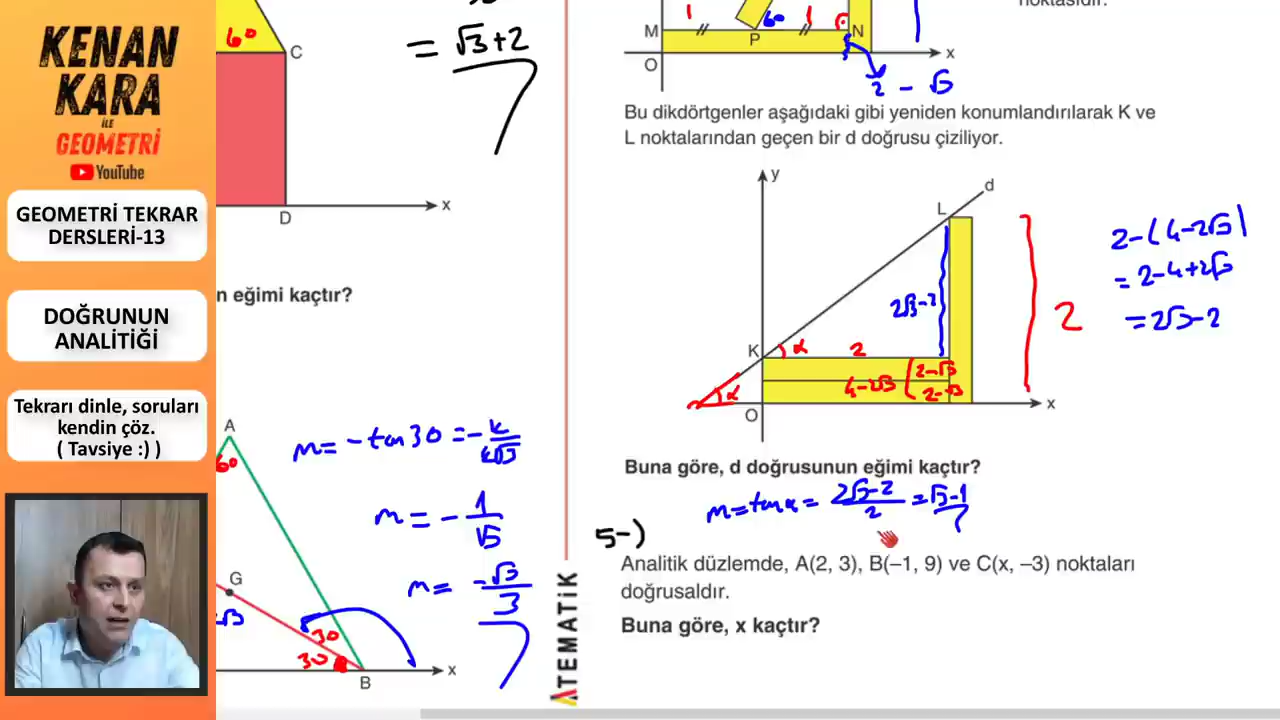 KENAN
KARA
İLE
GEOMETRİ
YouTube
GEOMETRİ TEKRAR
DERSLERİ-13
DOĞRUNUN
ANALİTİĞİ
Tekrarı dinle, soruları
kendin çöz.
( Tavsiye :) )
60
C
D
x
= √3+2
n eğimi kaçtır?
A
60
G
30
30
B
x
m = -tan 30 = -k/k√3
m = -1/√3
m = -√3/3
ATEMATİK
noktasıdır.
1
60
1
M
P
N
O
x
2 - √3
Bu dikdörtgenler aşağıdaki gibi yeniden konumlandırılarak K ve
L noktalarından geçen bir d doğrusu çiziliyor.
y
d
L
2√3-2
K
α
2
4-2√3
2-√3
2-√3
α
O
x
2
2-(4-2√3)
= 2-4+2√3
= 2√3-2
Buna göre, d doğrusunun eğimi kaçtır?
m = tan α = 2√3-2/2 = √3-1
5-)
Analitik düzlemde, A(2, 3), B(–1, 9) ve C(x, –3) noktaları
doğrusaldır.
Buna göre, x kaçtır?